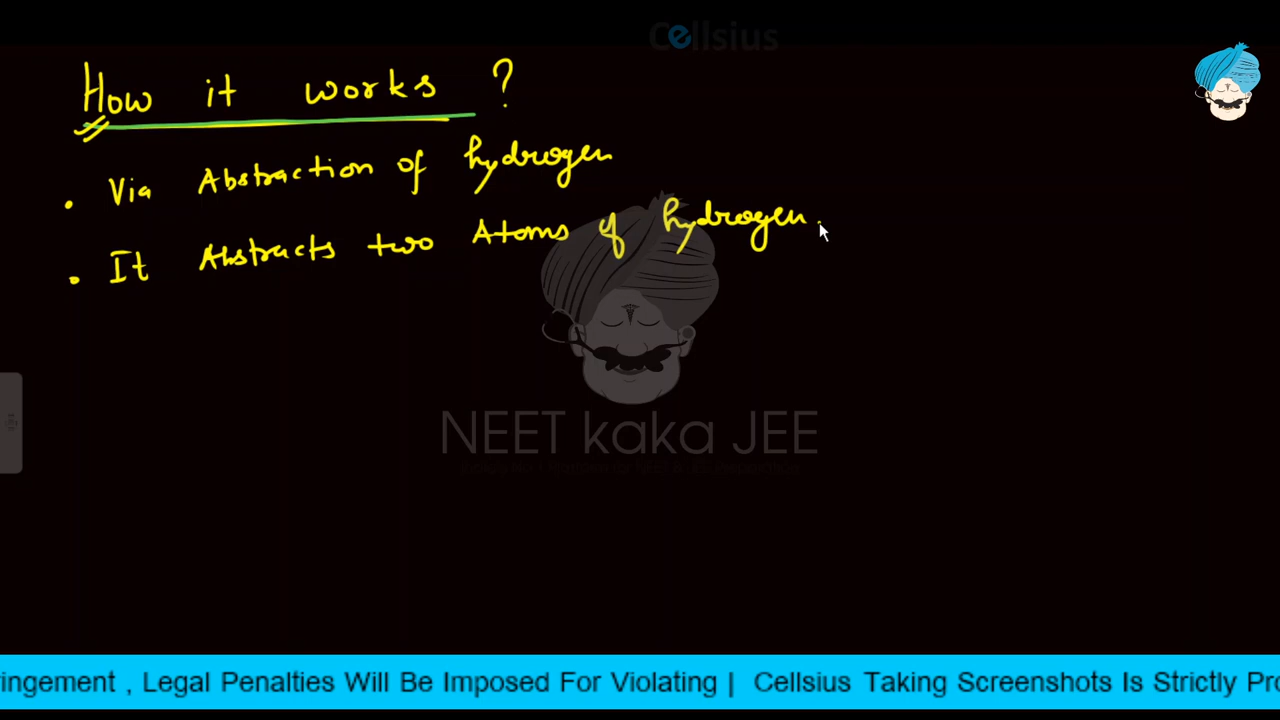 Cellsius
How it works ?
. Via Abstraction of hydrogen
. It Abstracts two Atoms of hydrogen.
NEET kaka JEE
ringement , Legal Penalties Will Be Imposed For Violating | Cellsius Taking Screenshots Is Strictly Pro